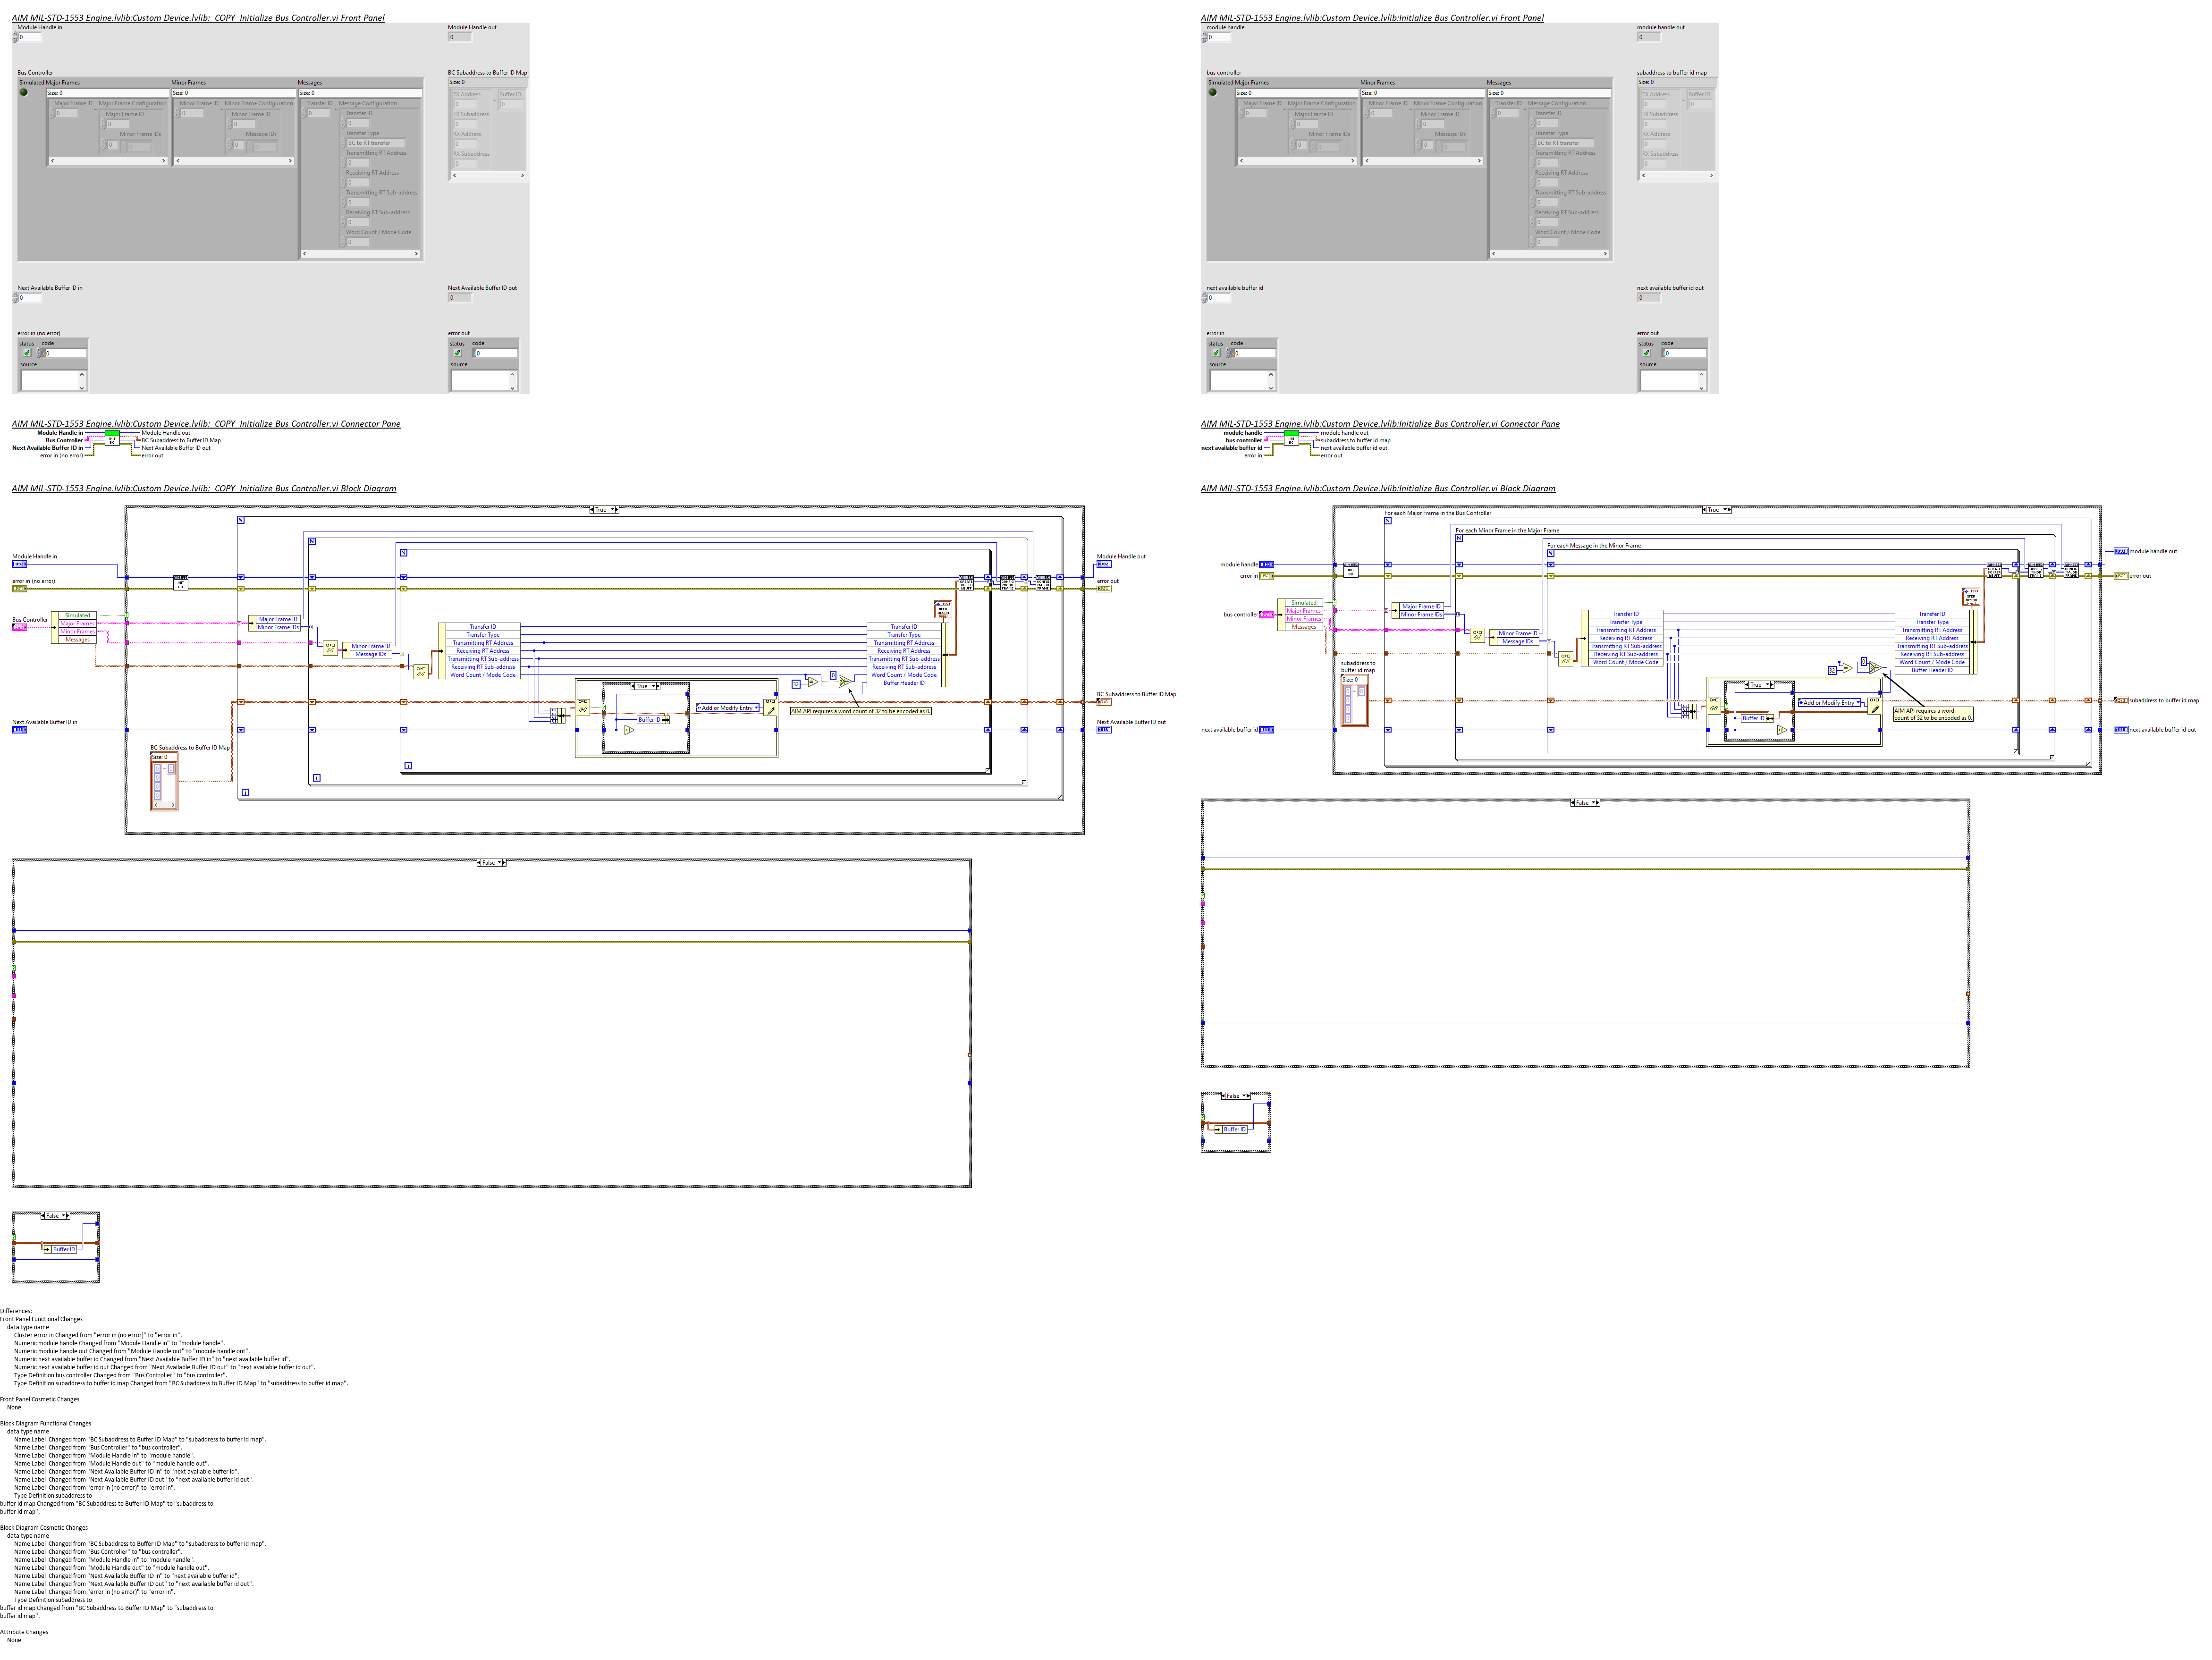 AIM MIL-STD-1553 Engine.lvlib:Custom Device.lvlib:_COPY_Initialize Bus Controller.vi Front Panel
Module Handle in
0
Module Handle out
0
Bus Controller
Simulated Major Frames
Minor Frames
Messages
Size: 0
Size: 0
Size: 0
Major Frame ID
Major Frame Configuration
0
Major Frame ID
0
Minor Frame IDs
0
Minor Frame ID
Minor Frame Configuration
0
Minor Frame ID
0
Message IDs
0
Transfer ID
Message Configuration
0
Transfer ID
0
Transfer Type
BC to RT transfer
Transmitting RT Address
0
Receiving RT Address
0
Transmitting RT Sub-address
0
Receiving RT Sub-address
0
Word Count / Mode Code
0
BC Subaddress to Buffer ID Map
Size: 0
TX Address
Buffer ID
0
0
TX Subaddress
0
RX Address
0
RX Subaddress
0
Next Available Buffer ID in
0
Next Available Buffer ID out
0
error in (no error)
status code
0
source
error out
status code
0
source
AIM MIL-STD-1553 Engine.lvlib:Custom Device.lvlib:_COPY_Initialize Bus Controller.vi Connector Pane
Module Handle in
Bus Controller
Next Available Buffer ID in
error in (no error)
Module Handle out
BC Subaddress to Buffer ID Map
Next Available Buffer ID out
error out
AIM MIL-STD-1553 Engine.lvlib:Custom Device.lvlib:_COPY_Initialize Bus Controller.vi Block Diagram
True
Module Handle in
error in (no error)
Bus Controller
Simulated
Major Frames
Minor Frames
Messages
Next Available Buffer ID in
BC Subaddress to Buffer ID Map
Size: 0
Major Frame ID
Minor Frame IDs
Minor Frame ID
Message IDs
Transfer ID
Transfer Type
Transmitting RT Address
Receiving RT Address
Transmitting RT Sub-address
Receiving RT Sub-address
Word Count / Mode Code
Transfer ID
Transfer Type
Transmitting RT Address
Receiving RT Address
Transmitting RT Sub-address
Receiving RT Sub-address
Word Count / Mode Code
Buffer Header ID
32
0
True
Buffer ID
Add or Modify Entry
AIM API requires a word count of 32 to be encoded as 0.
Module Handle out
error out
BC Subaddress to Buffer ID Map
Next Available Buffer ID out
False
False
Buffer ID
AIM MIL-STD-1553 Engine.lvlib:Custom Device.lvlib:Initialize Bus Controller.vi Front Panel
module handle
0
module handle out
0
bus controller
Simulated Major Frames
Minor Frames
Messages
Size: 0
Size: 0
Size: 0
Major Frame ID
Major Frame Configuration
0
Major Frame ID
0
Minor Frame IDs
0
Minor Frame ID
Minor Frame Configuration
0
Minor Frame ID
0
Message IDs
0
Transfer ID
Message Configuration
0
Transfer ID
0
Transfer Type
BC to RT transfer
Transmitting RT Address
0
Receiving RT Address
0
Transmitting RT Sub-address
0
Receiving RT Sub-address
0
Word Count / Mode Code
0
subaddress to buffer id map
Size: 0
TX Address
Buffer ID
0
0
TX Subaddress
0
RX Address
0
RX Subaddress
0
next available buffer id
0
next available buffer id out
0
error in
status code
0
source
error out
status code
0
source
AIM MIL-STD-1553 Engine.lvlib:Custom Device.lvlib:Initialize Bus Controller.vi Connector Pane
module handle
bus controller
next available buffer id
error in
module handle out
subaddress to buffer id map
next available buffer id out
error out
AIM MIL-STD-1553 Engine.lvlib:Custom Device.lvlib:Initialize Bus Controller.vi Block Diagram
True
For each Major Frame in the Bus Controller
For each Minor Frame in the Major Frame
For each Message in the Minor Frame
module handle
error in
bus controller
Simulated
Major Frames
Minor Frames
Messages
subaddress to
buffer id map
Size: 0
next available buffer id
Major Frame ID
Minor Frame IDs
Minor Frame ID
Message IDs
Transfer ID
Transfer Type
Transmitting RT Address
Receiving RT Address
Transmitting RT Sub-address
Receiving RT Sub-address
Word Count / Mode Code
Transfer ID
Transfer Type
Transmitting RT Address
Receiving RT Address
Transmitting RT Sub-address
Receiving RT Sub-address
Word Count / Mode Code
Buffer Header ID
32
0
True
Buffer ID
Add or Modify Entry
AIM API requires a word
count of 32 to be encoded as 0.
module handle out
error out
subaddress to buffer id map
next available buffer id out
False
False
Buffer ID
Differences:
Front Panel Functional Changes
data type name
Cluster error in Changed from "error in (no error)" to "error in".
Numeric module handle Changed from "Module Handle in" to "module handle".
Numeric module handle out Changed from "Module Handle out" to "module handle out".
Numeric next available buffer id Changed from "Next Available Buffer ID in" to "next available buffer id".
Numeric next available buffer id out Changed from "Next Available Buffer ID out" to "next available buffer id out".
Type Definition bus controller Changed from "Bus Controller" to "bus controller".
Type Definition subaddress to buffer id map Changed from "BC Subaddress to Buffer ID Map" to "subaddress to buffer id map".
Front Panel Cosmetic Changes
None
Block Diagram Functional Changes
data type name
Name Label Changed from "BC Subaddress to Buffer ID Map" to "subaddress to buffer id map".
Name Label Changed from "Bus Controller" to "bus controller".
Name Label Changed from "Module Handle in" to "module handle".
Name Label Changed from "Module Handle out" to "module handle out".
Name Label Changed from "Next Available Buffer ID in" to "next available buffer id".
Name Label Changed from "Next Available Buffer ID out" to "next available buffer id out".
Name Label Changed from "error in (no error)" to "error in".
Type Definition subaddress to
buffer id map Changed from "BC Subaddress to Buffer ID Map" to "subaddress to
buffer id map".
Block Diagram Cosmetic Changes
data type name
Name Label Changed from "BC Subaddress to Buffer ID Map" to "subaddress to buffer id map".
Name Label Changed from "Bus Controller" to "bus controller".
Name Label Changed from "Module Handle in" to "module handle".
Name Label Changed from "Module Handle out" to "module handle out".
Name Label Changed from "Next Available Buffer ID in" to "next available buffer id".
Name Label Changed from "Next Available Buffer ID out" to "next available buffer id out".
Name Label Changed from "error in (no error)" to "error in".
Type Definition subaddress to
buffer id map Changed from "BC Subaddress to Buffer ID Map" to "subaddress to
buffer id map".
Attribute Changes
None